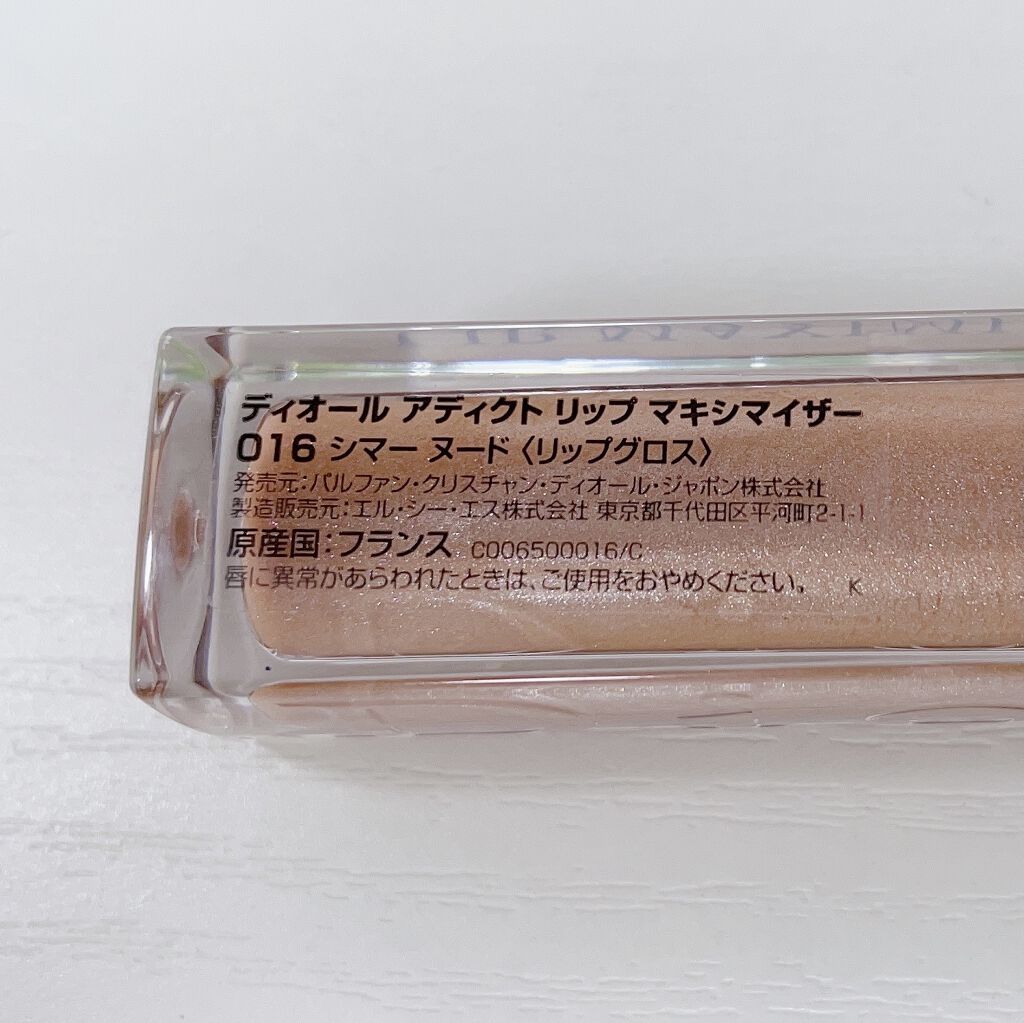 ディオール アディクト リップ マキシマイザー
016 シマー ヌード〈リップグロス〉
発売元:パルファン・クリスチャン・ディオール・ジャポン株式会社
製造販売元:エル・シー・エス株式会社 東京都千代田区平河町2-1-1
原産国:フランス C006500016/C
唇に異常があらわれたときは、ご使用をおやめください。 K